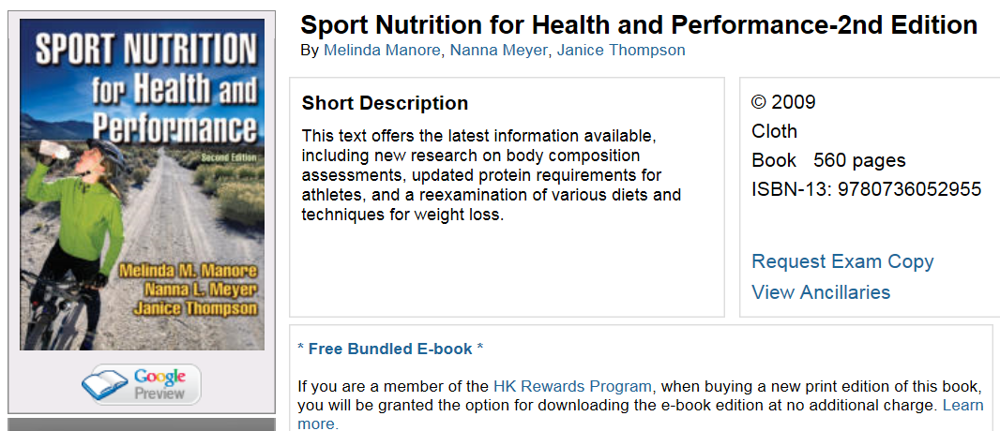 SPORT NUTRITION
for Health and
Performance
Second Edition
Melinda M. Manore
Nanna L. Meyer
Janice Thompson
Google
Preview
Sport Nutrition for Health and Performance-2nd Edition
By Melinda Manore, Nanna Meyer, Janice Thompson
Short Description
This text offers the latest information available,
including new research on body composition
assessments, updated protein requirements for
athletes, and a reexamination of various diets and
techniques for weight loss.
© 2009
Cloth
Book 560 pages
ISBN-13: 9780736052955
Request Exam Copy
View Ancillaries
* Free Bundled E-book *
If you are a member of the HK Rewards Program, when buying a new print edition of this book,
you will be granted the option for downloading the e-book edition at no additional charge. Learn
more.